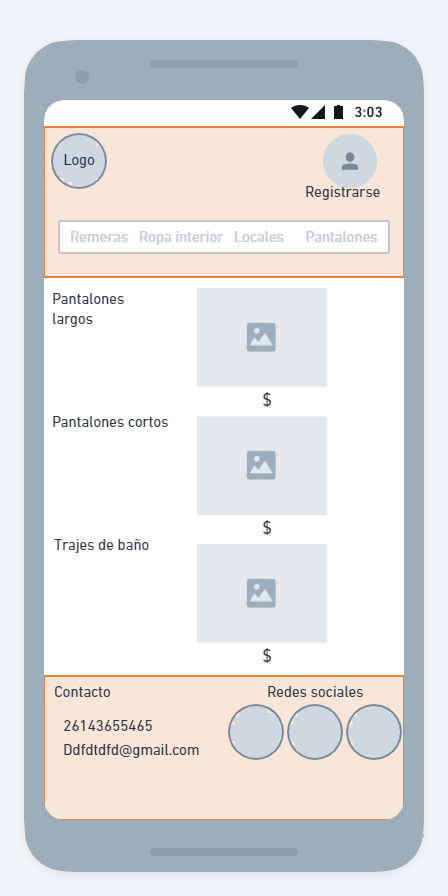 3:03
Logo
Registrarse
Remeras Ropa interior Locales Pantalones
Pantalones
largos
$
Pantalones cortos
$
Trajes de baño
$
Contacto
Redes sociales
26143655465
Ddfdtdfd@gmail.com